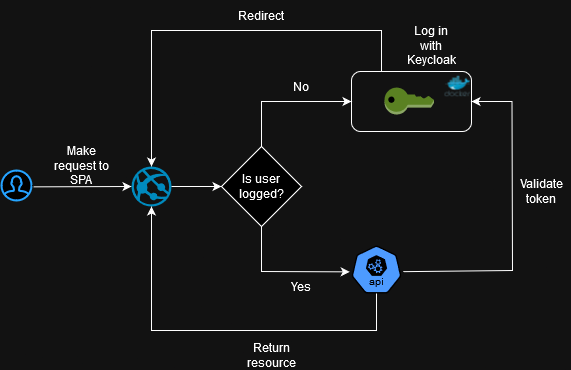 Redirect
Log in
with
Keycloak
docker
No
Make
request to
SPA
Is user
logged?
Validate
token
Yes
api
Return
resource